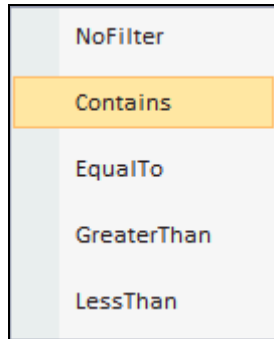 NoFilter
Contains
EqualTo
GreaterThan
LessThan